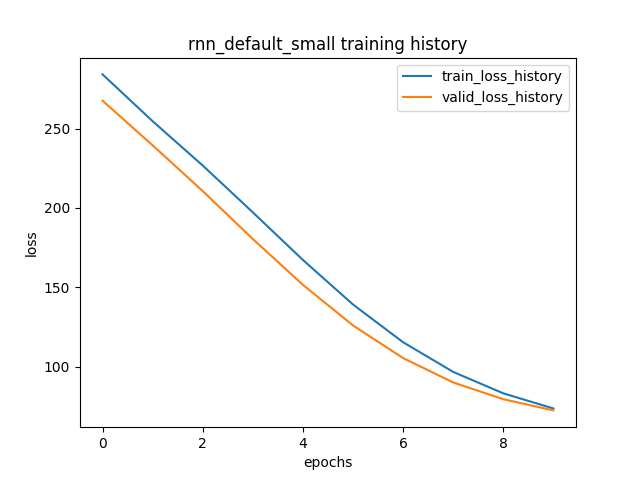 rnn_default_small training history
train_loss_history
valid_loss_history
250
200
150
100
loss
0 2 4 6 8
epochs